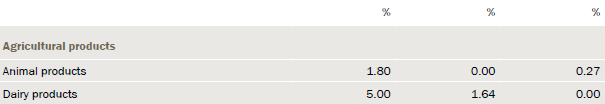 % % %
Agricultural products
Animal products 1.80 0.00 0.27
Dairy products 5.00 1.64 0.00